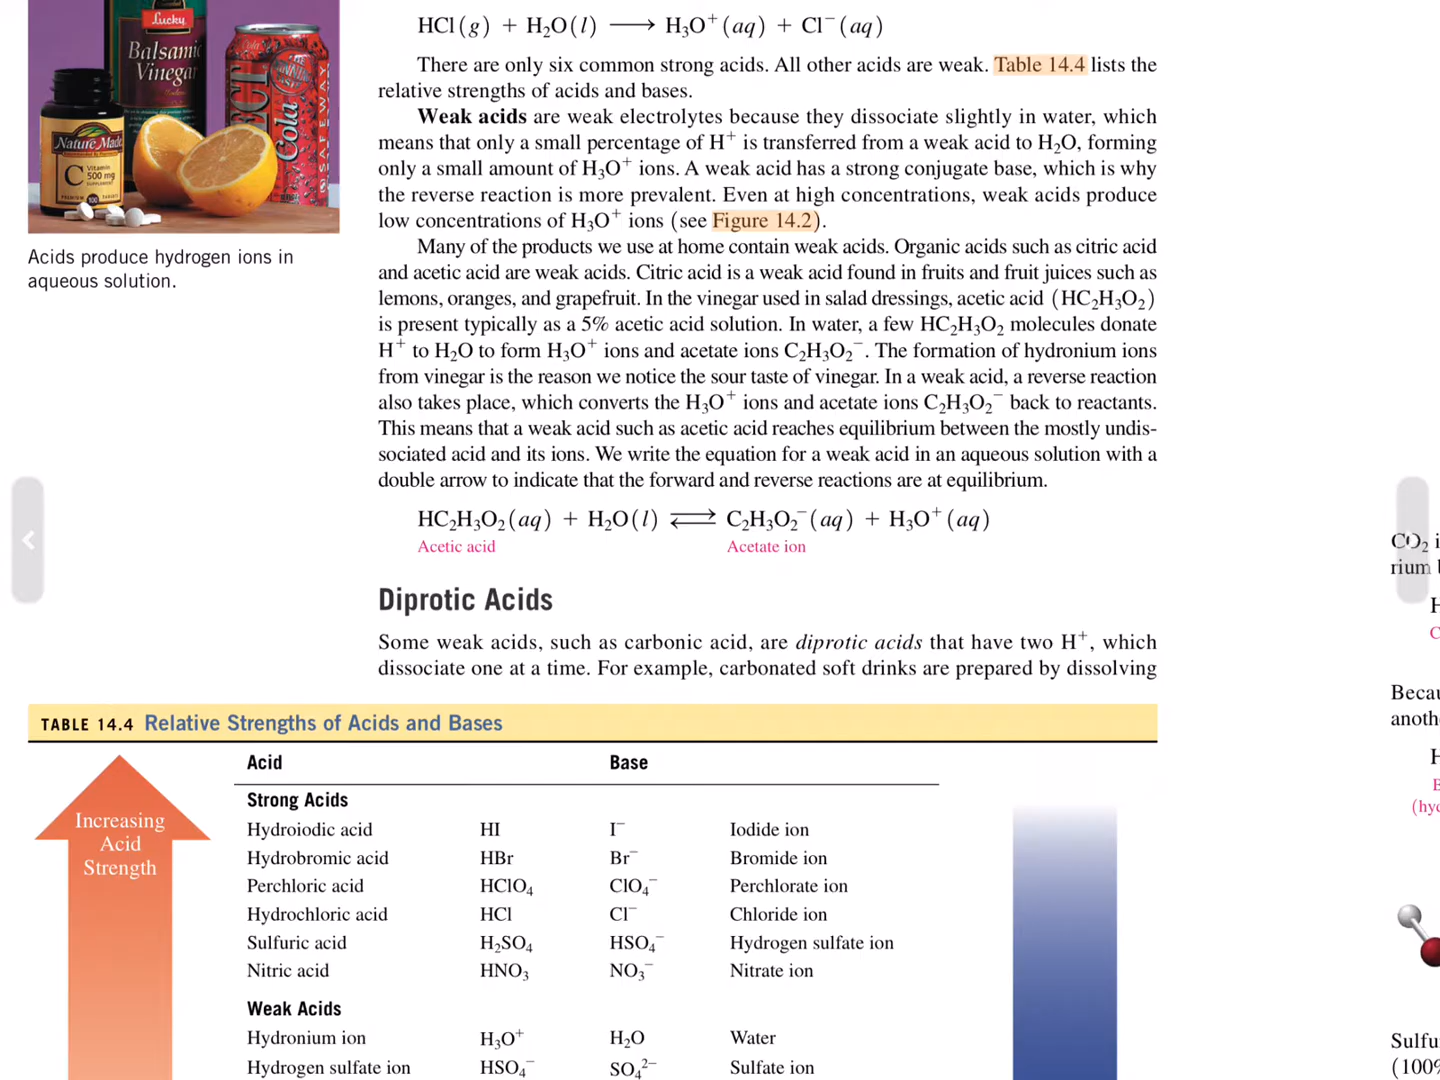 HCl(g) + H₂O(l) ⟶ H₃O⁺(aq) + Cl⁻(aq)
There are only six common strong acids. All other acids are weak. Table 14.4 lists the
relative strengths of acids and bases.
Weak acids are weak electrolytes because they dissociate slightly in water, which
means that only a small percentage of H⁺ is transferred from a weak acid to H₂O, forming
only a small amount of H₃O⁺ ions. A weak acid has a strong conjugate base, which is why
the reverse reaction is more prevalent. Even at high concentrations, weak acids produce
low concentrations of H₃O⁺ ions (see Figure 14.2).
Many of the products we use at home contain weak acids. Organic acids such as citric acid
and acetic acid are weak acids. Citric acid is a weak acid found in fruits and fruit juices such as
lemons, oranges, and grapefruit. In the vinegar used in salad dressings, acetic acid (HC₂H₃O₂)
is present typically as a 5% acetic acid solution. In water, a few HC₂H₃O₂ molecules donate
H⁺ to H₂O to form H₃O⁺ ions and acetate ions C₂H₃O₂⁻. The formation of hydronium ions
from vinegar is the reason we notice the sour taste of vinegar. In a weak acid, a reverse reaction
also takes place, which converts the H₃O⁺ ions and acetate ions C₂H₃O₂⁻ back to reactants.
This means that a weak acid such as acetic acid reaches equilibrium between the mostly undis-
sociated acid and its ions. We write the equation for a weak acid in an aqueous solution with a
double arrow to indicate that the forward and reverse reactions are at equilibrium.
HC₂H₃O₂(aq) + H₂O(l) ⇄ C₂H₃O₂⁻(aq) + H₃O⁺(aq)
Acetic acid Acetate ion
Lucky
Balsamic
Vinegar
Nature Made
C Vitamin
500 mg
Cola
SAFEWAY
Acids produce hydrogen ions in
aqueous solution.
Diprotic Acids
Some weak acids, such as carbonic acid, are diprotic acids that have two H⁺, which
dissociate one at a time. For example, carbonated soft drinks are prepared by dissolving
TABLE 14.4 Relative Strengths of Acids and Bases
Increasing
Acid
Strength
Acid Base
Strong Acids
Hydroiodic acid HI I⁻ Iodide ion
Hydrobromic acid HBr Br⁻ Bromide ion
Perchloric acid HClO₄ ClO₄⁻ Perchlorate ion
Hydrochloric acid HCl Cl⁻ Chloride ion
Sulfuric acid H₂SO₄ HSO₄⁻ Hydrogen sulfate ion
Nitric acid HNO₃ NO₃⁻ Nitrate ion
Weak Acids
Hydronium ion H₃O⁺ H₂O Water
Hydrogen sulfate ion HSO₄⁻ SO₄²⁻ Sulfate ion
CO₂ i
rium
H
C
Becau
anoth
H
(hyd
Sulfu
(100%